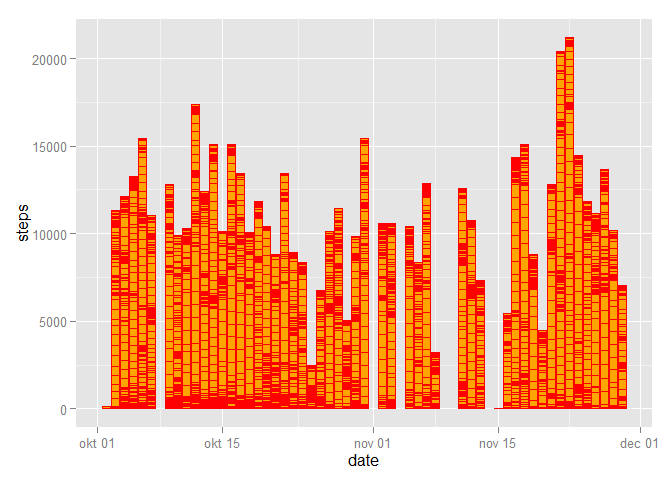 20000
15000
10000
5000
0
steps
okt 01
okt 15
nov 01
nov 15
dec 01
date